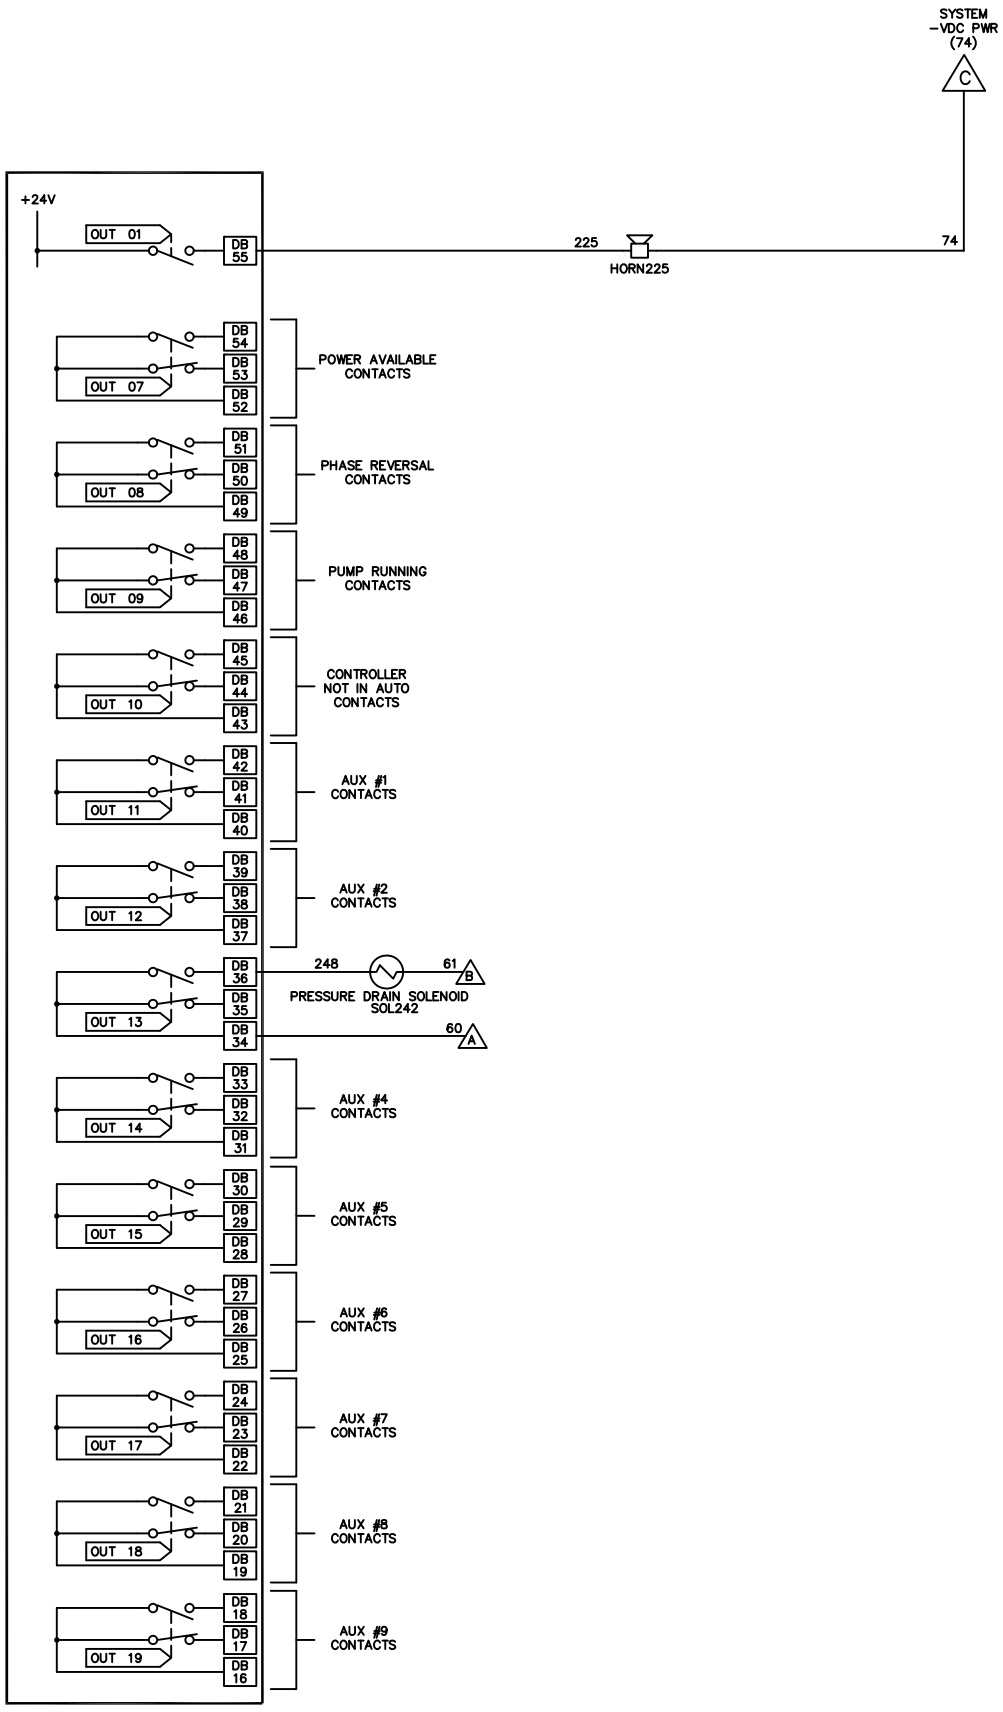 SYSTEM
-VDC PWR
(74)
C
+24V
OUT 01
DB
55
225
HORN225
74
DB
54
DB
53
OUT 07
DB
52
POWER AVAILABLE
CONTACTS
DB
51
DB
50
OUT 08
DB
49
PHASE REVERSAL
CONTACTS
DB
48
DB
47
OUT 09
DB
46
PUMP RUNNING
CONTACTS
DB
45
DB
44
OUT 10
DB
43
CONTROLLER
NOT IN AUTO
CONTACTS
DB
42
DB
41
OUT 11
DB
40
AUX #1
CONTACTS
DB
39
DB
38
OUT 12
DB
37
AUX #2
CONTACTS
DB
36
248
61
B
PRESSURE DRAIN SOLENOID
SOL242
DB
35
OUT 13
DB
34
60
A
DB
33
DB
32
OUT 14
DB
31
AUX #4
CONTACTS
DB
30
DB
29
OUT 15
DB
28
AUX #5
CONTACTS
DB
27
DB
26
OUT 16
DB
25
AUX #6
CONTACTS
DB
24
DB
23
OUT 17
DB
22
AUX #7
CONTACTS
DB
21
DB
20
OUT 18
DB
19
AUX #8
CONTACTS
DB
18
DB
17
OUT 19
DB
16
AUX #9
CONTACTS